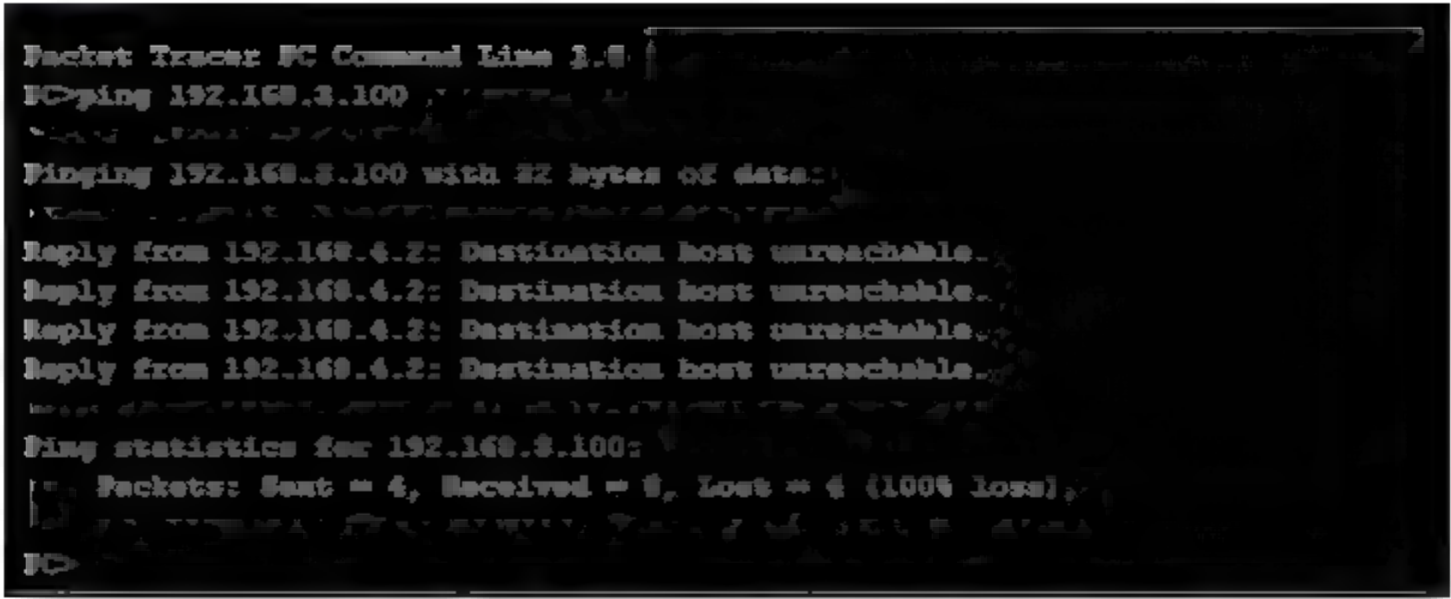 Packet Tracer PC Command Line 1.0
PC>ping 192.168.3.100
Pinging 192.168.3.100 with 32 bytes of data:
Reply from 192.168.4.2: Destination host unreachable.
Reply from 192.168.4.2: Destination host unreachable.
Reply from 192.168.4.2: Destination host unreachable.
Reply from 192.168.4.2: Destination host unreachable.
Ping statistics for 192.168.3.100:
Packets: Sent = 4, Received = 0, Lost = 4 (100% loss),
PC>